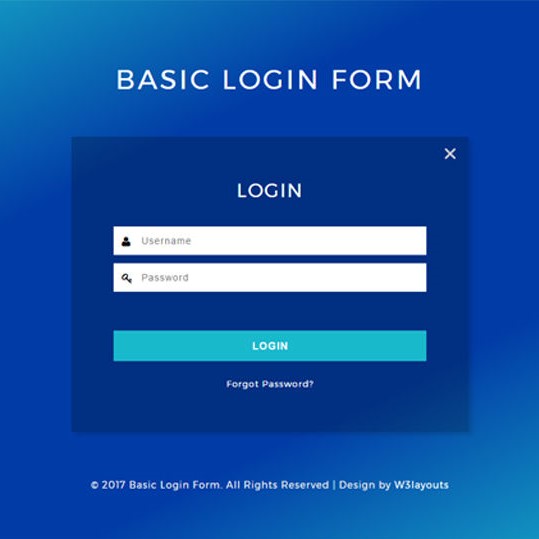 BASIC LOGIN FORM
LOGIN
Username
Password
LOGIN
Forgot Password?
© 2017 Basic Login Form. All Rights Reserved | Design by W3layouts